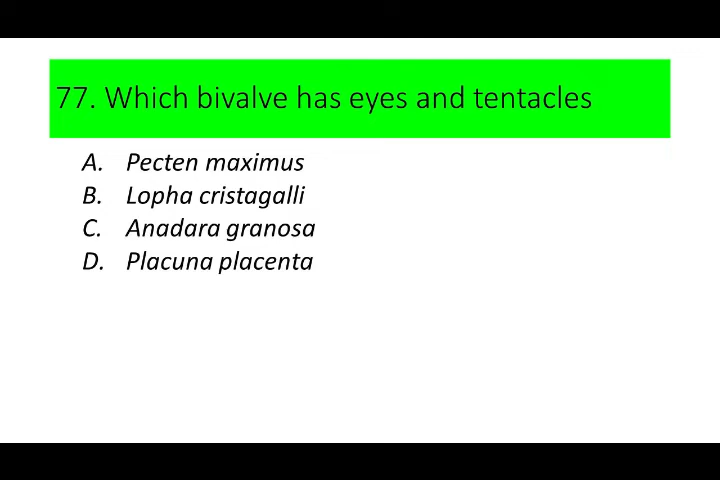 77. Which bivalve has eyes and tentacles
A. Pecten maximus
B. Lopha cristagalli
C. Anadara granosa
D. Placuna placenta